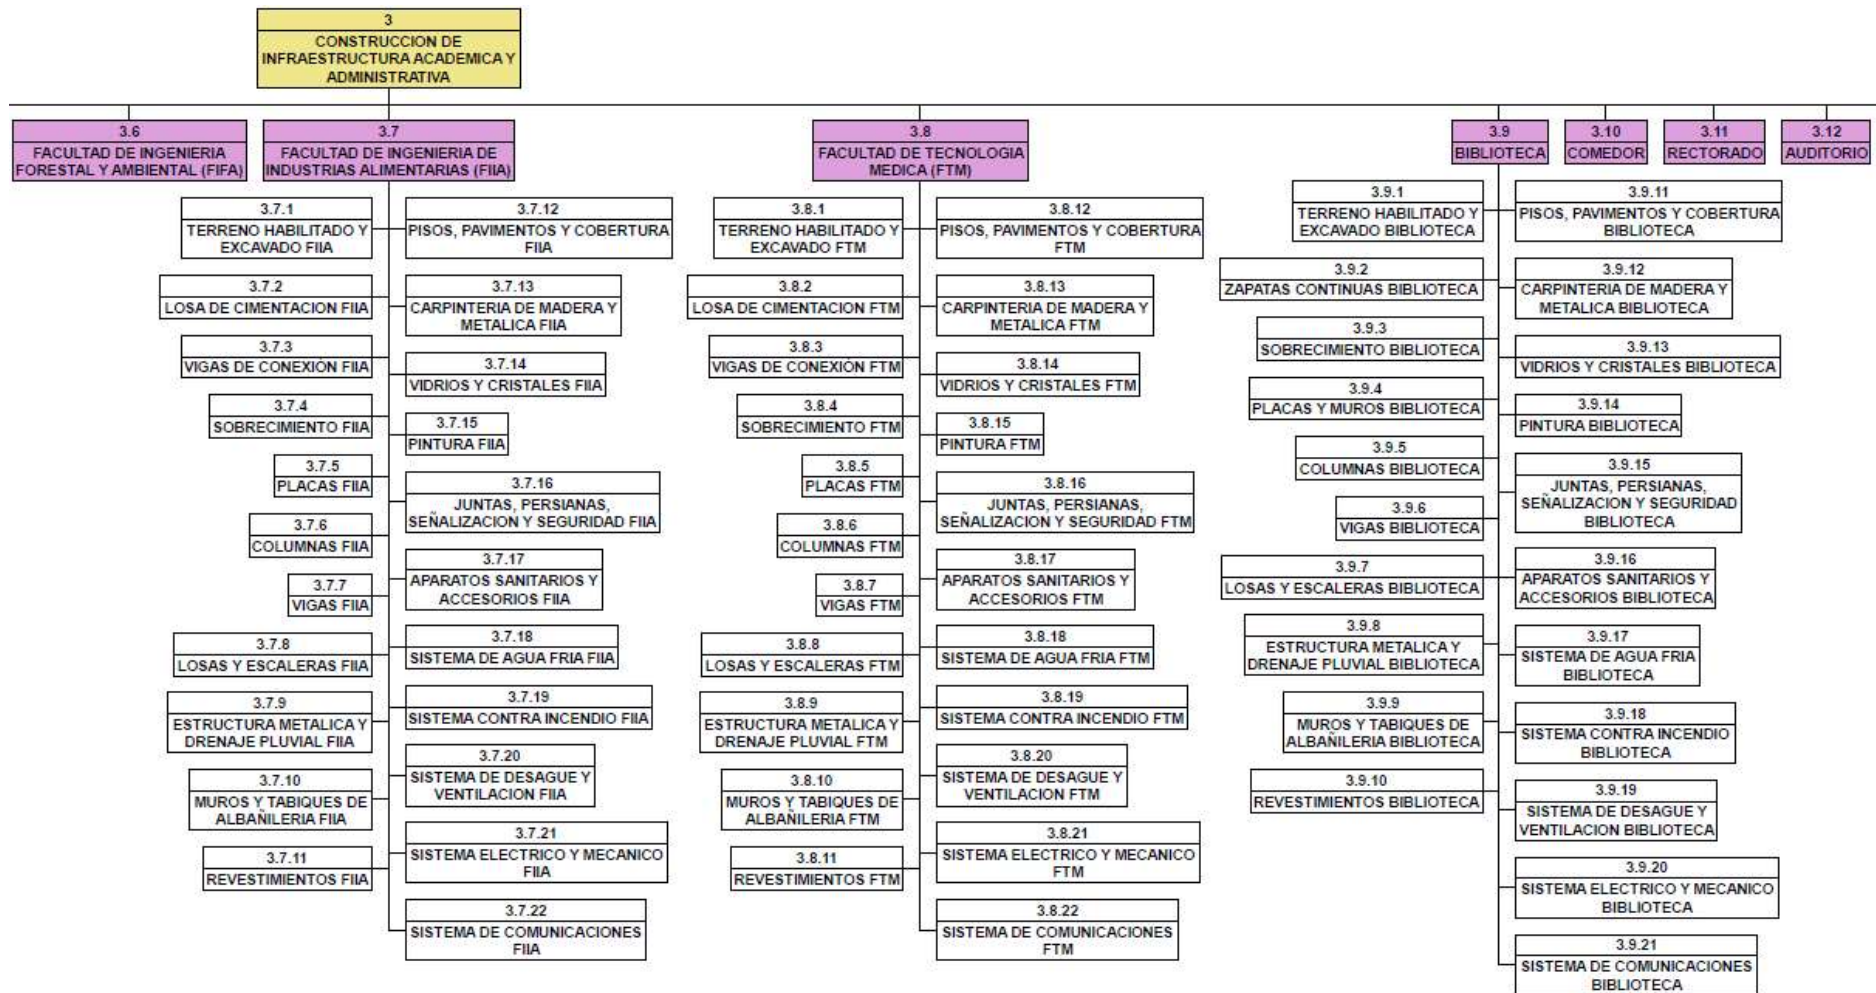 3
CONSTRUCCION DE
INFRAESTRUCTURA ACADEMICA Y
ADMINISTRATIVA
3.6
FACULTAD DE INGENIERIA
FORESTAL Y AMBIENTAL (FIFA)
3.7
FACULTAD DE INGENIERIA DE
INDUSTRIAS ALIMENTARIAS (FIIA)
3.8
FACULTAD DE TECNOLOGIA
MEDICA (FTM)
3.9
BIBLIOTECA
3.10
COMEDOR
3.11
RECTORADO
3.12
AUDITORIO
3.7.1
TERRENO HABILITADO Y
EXCAVADO FIIA
3.7.2
LOSA DE CIMENTACION FIIA
3.7.3
VIGAS DE CONEXIÓN FIIA
3.7.4
SOBRECIMIENTO FIIA
3.7.5
PLACAS FIIA
3.7.6
COLUMNAS FIIA
3.7.7
VIGAS FIIA
3.7.8
LOSAS Y ESCALERAS FIIA
3.7.9
ESTRUCTURA METALICA Y
DRENAJE PLUVIAL FIIA
3.7.10
MUROS Y TABIQUES DE
ALBAÑILERIA FIIA
3.7.11
REVESTIMIENTOS FIIA
3.7.12
PISOS, PAVIMENTOS Y COBERTURA
FIIA
3.7.13
CARPINTERIA DE MADERA Y
METALICA FIIA
3.7.14
VIDRIOS Y CRISTALES FIIA
3.7.15
PINTURA FIIA
3.7.16
JUNTAS, PERSIANAS,
SEÑALIZACION Y SEGURIDAD FIIA
3.7.17
APARATOS SANITARIOS Y
ACCESORIOS FIIA
3.7.18
SISTEMA DE AGUA FRIA FIIA
3.7.19
SISTEMA CONTRA INCENDIO FIIA
3.7.20
SISTEMA DE DESAGUE Y
VENTILACION FIIA
3.7.21
SISTEMA ELECTRICO Y MECANICO
FIIA
3.7.22
SISTEMA DE COMUNICACIONES
FIIA
3.8.1
TERRENO HABILITADO Y
EXCAVADO FTM
3.8.2
LOSA DE CIMENTACION FTM
3.8.3
VIGAS DE CONEXIÓN FTM
3.8.4
SOBRECIMIENTO FTM
3.8.5
PLACAS FTM
3.8.6
COLUMNAS FTM
3.8.7
VIGAS FTM
3.8.8
LOSAS Y ESCALERAS FTM
3.8.9
ESTRUCTURA METALICA Y
DRENAJE PLUVIAL FTM
3.8.10
MUROS Y TABIQUES DE
ALBAÑILERIA FTM
3.8.11
REVESTIMIENTOS FTM
3.8.12
PISOS, PAVIMENTOS Y COBERTURA
FTM
3.8.13
CARPINTERIA DE MADERA Y
METALICA FTM
3.8.14
VIDRIOS Y CRISTALES FTM
3.8.15
PINTURA FTM
3.8.16
JUNTAS, PERSIANAS,
SEÑALIZACION Y SEGURIDAD FTM
3.8.17
APARATOS SANITARIOS Y
ACCESORIOS FTM
3.8.18
SISTEMA DE AGUA FRIA FTM
3.8.19
SISTEMA CONTRA INCENDIO FTM
3.8.20
SISTEMA DE DESAGUE Y
VENTILACION FTM
3.8.21
SISTEMA ELECTRICO Y MECANICO
FTM
3.8.22
SISTEMA DE COMUNICACIONES
FTM
3.9.1
TERRENO HABILITADO Y
EXCAVADO BIBLIOTECA
3.9.2
ZAPATAS CONTINUAS BIBLIOTECA
3.9.3
SOBRECIMIENTO BIBLIOTECA
3.9.4
PLACAS Y MUROS BIBLIOTECA
3.9.5
COLUMNAS BIBLIOTECA
3.9.6
VIGAS BIBLIOTECA
3.9.7
LOSAS Y ESCALERAS BIBLIOTECA
3.9.8
ESTRUCTURA METALICA Y
DRENAJE PLUVIAL BIBLIOTECA
3.9.9
MUROS Y TABIQUES DE
ALBAÑILERIA BIBLIOTECA
3.9.10
REVESTIMIENTOS BIBLIOTECA
3.9.11
PISOS, PAVIMENTOS Y COBERTURA
BIBLIOTECA
3.9.12
CARPINTERIA DE MADERA Y
METALICA BIBLIOTECA
3.9.13
VIDRIOS Y CRISTALES BIBLIOTECA
3.9.14
PINTURA BIBLIOTECA
3.9.15
JUNTAS, PERSIANAS,
SEÑALIZACION Y SEGURIDAD
BIBLIOTECA
3.9.16
APARATOS SANITARIOS Y
ACCESORIOS BIBLIOTECA
3.9.17
SISTEMA DE AGUA FRIA
BIBLIOTECA
3.9.18
SISTEMA CONTRA INCENDIO
BIBLIOTECA
3.9.19
SISTEMA DE DESAGUE Y
VENTILACION BIBLIOTECA
3.9.20
SISTEMA ELECTRICO Y MECANICO
BIBLIOTECA
3.9.21
SISTEMA DE COMUNICACIONES
BIBLIOTECA